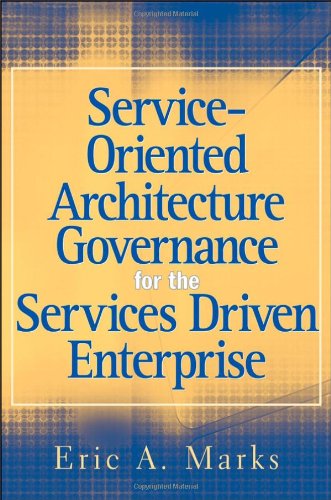 Service-
Oriented
Architecture
Governance
for the
Services Driven
Enterprise
Eric A. Marks